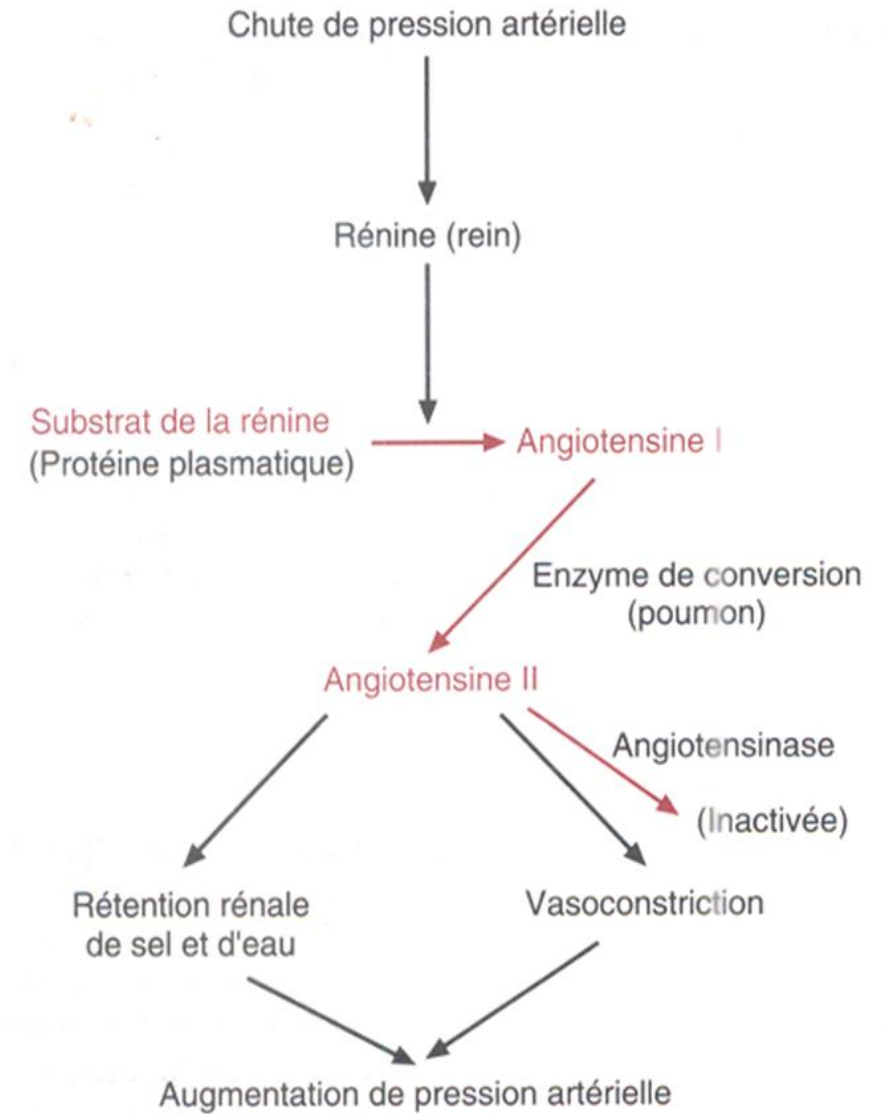 Chute de pression artérielle
Rénine (rein)
Substrat de la rénine
(Protéine plasmatique)
Angiotensine I
Enzyme de conversion
(poumon)
Angiotensine II
Angiotensinase
(Inactivée)
Rétention rénale
de sel et d'eau
Vasoconstriction
Augmentation de pression artérielle